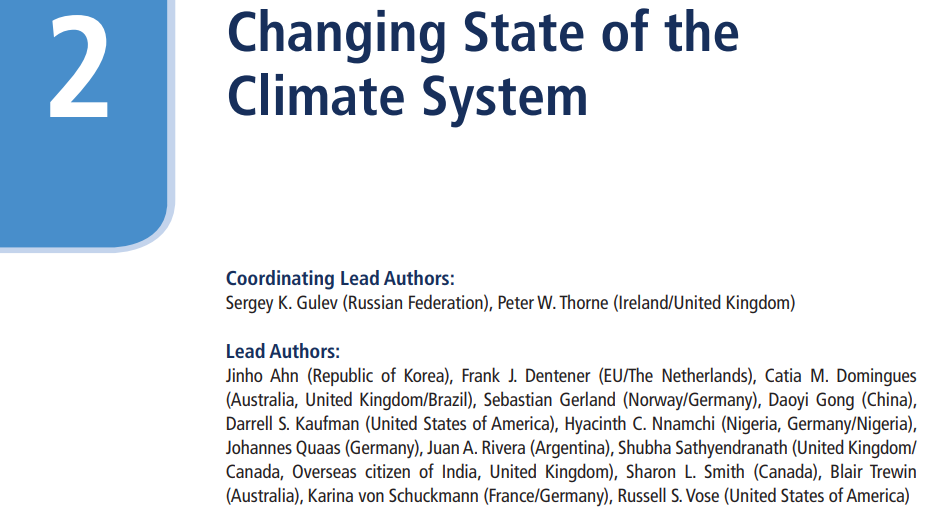 2
Changing State of the
Climate System
Coordinating Lead Authors:
Sergey K. Gulev (Russian Federation), Peter W. Thorne (Ireland/United Kingdom)
Lead Authors:
Jinho Ahn (Republic of Korea), Frank J. Dentener (EU/The Netherlands), Catia M. Domingues
(Australia, United Kingdom/Brazil), Sebastian Gerland (Norway/Germany), Daoyi Gong (China),
Darrell S. Kaufman (United States of America), Hyacinth C. Nnamchi (Nigeria, Germany/Nigeria),
Johannes Quaas (Germany), Juan A. Rivera (Argentina), Shubha Sathyendranath (United Kingdom/
Canada, Overseas citizen of India, United Kingdom), Sharon L. Smith (Canada), Blair Trewin
(Australia), Karina von Schuckmann (France/Germany), Russell S. Vose (United States of America)